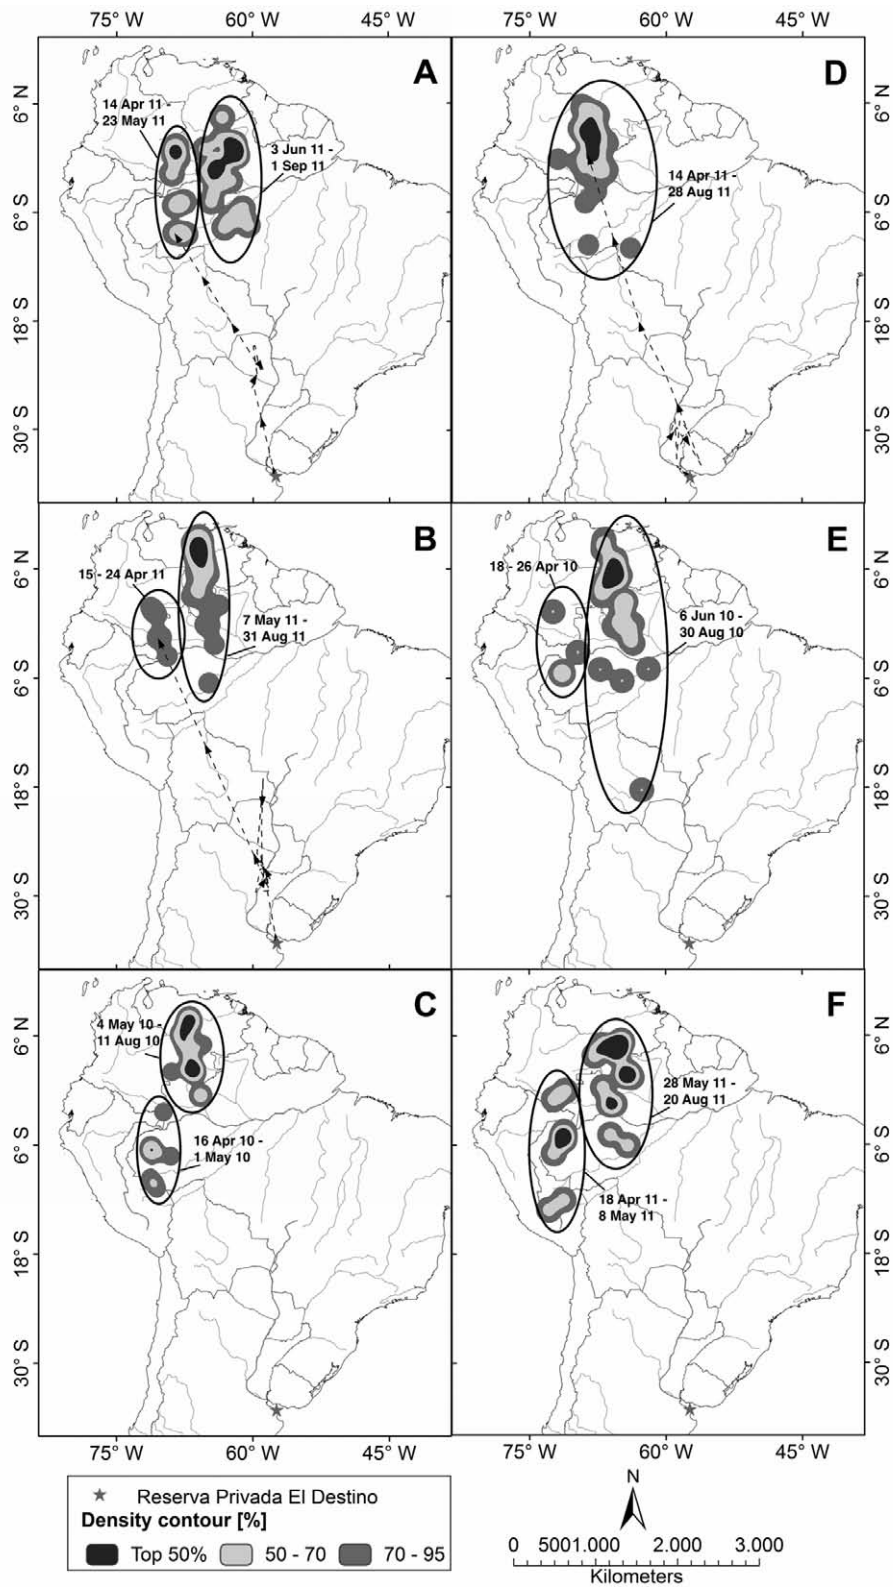 75° W 60° W 45° W 75° W 60° W 45° W
A
14 Apr 11 -
23 May 11
3 Jun 11 -
1 Sep 11
6°N
6°S
18°S
30°S
D
14 Apr 11 -
28 Aug 11
6°N
6°S
18°S
30°S
B
15 - 24 Apr 11
7 May 11 -
31 Aug 11
6°N
6°S
18°S
30°S
E
18 - 26 Apr 10
6 Jun 10 -
30 Aug 10
6°N
6°S
18°S
30°S
C
4 May 10 -
11 Aug 10
16 Apr 10 -
1 May 10
6°N
6°S
18°S
30°S
F
28 May 11 -
20 Aug 11
18 Apr 11 -
8 May 11
6°N
6°S
18°S
30°S
75° W 60° W 45° W 75° W 60° W 45° W
Reserva Privada El Destino
Density contour [%]
Top 50% 50 - 70 70 - 95
N
0 500 1.000 2.000 3.000
Kilometers